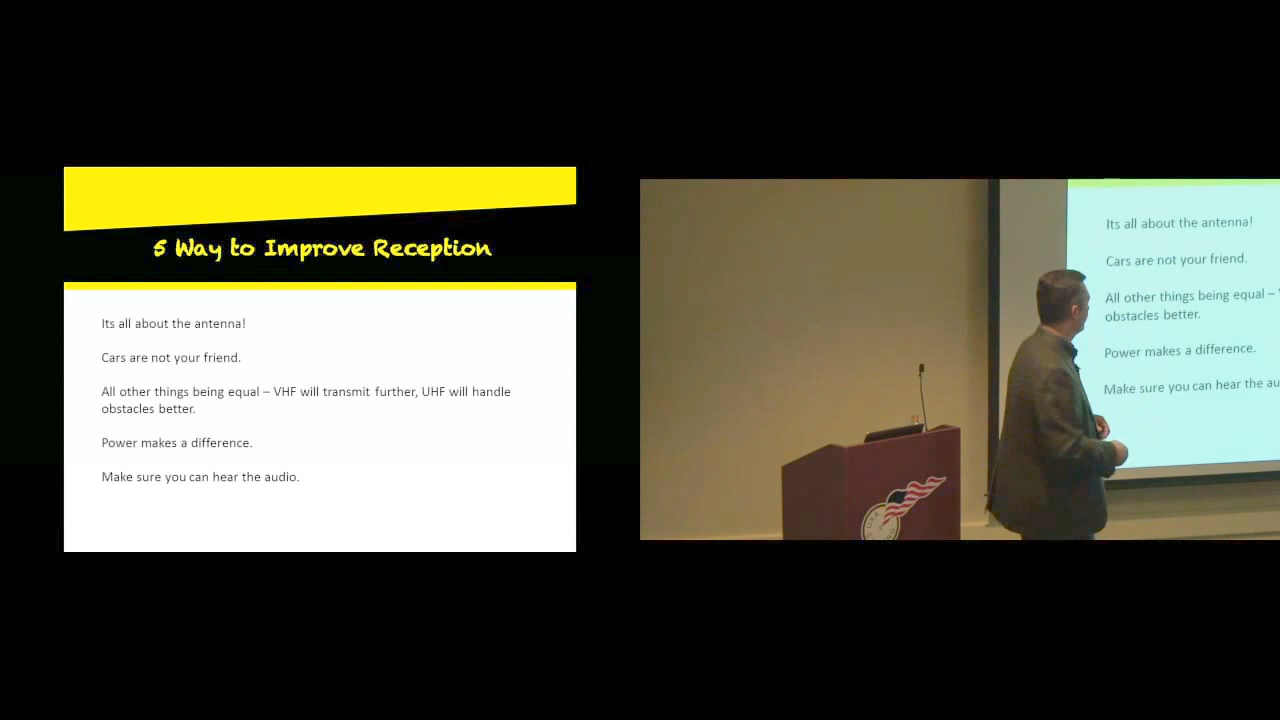 5 Way to Improve Reception
Its all about the antenna!
Cars are not your friend.
All other things being equal – VHF will transmit further, UHF will handle
obstacles better.
Power makes a difference.
Make sure you can hear the audio.
Its all about the antenna!
Cars are not your friend.
All other things being equal –
obstacles better.
Power makes a difference.
Make sure you can hear the au
USA